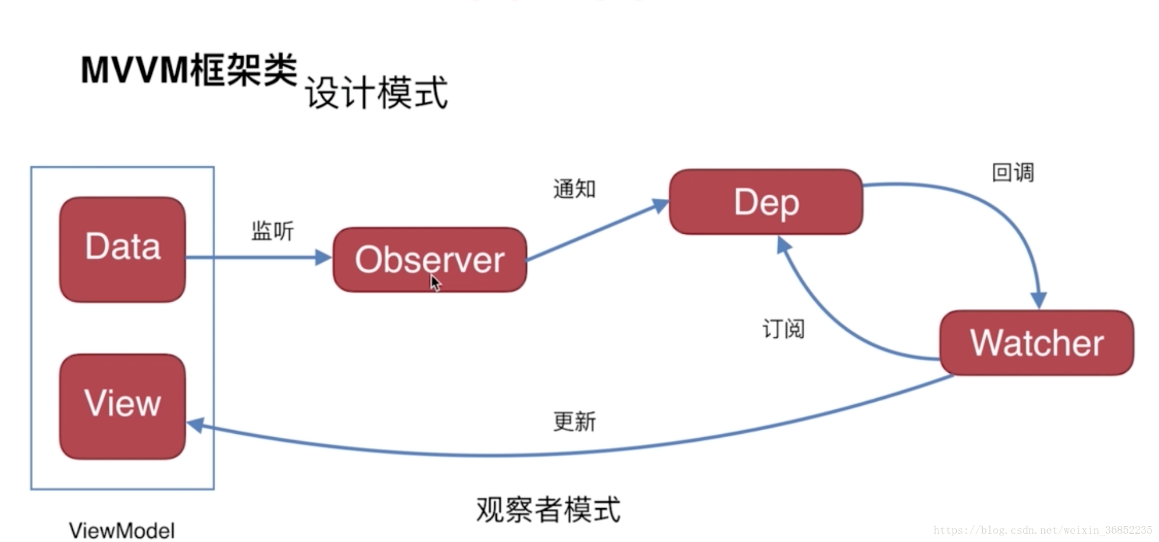 MVVM框架类
设计模式
回调
通知
Dep
监听
Data
Observer
订阅
Watcher
View
更新
观察者模式
ViewModel
https://blog.csdn.net/weixin_36852235